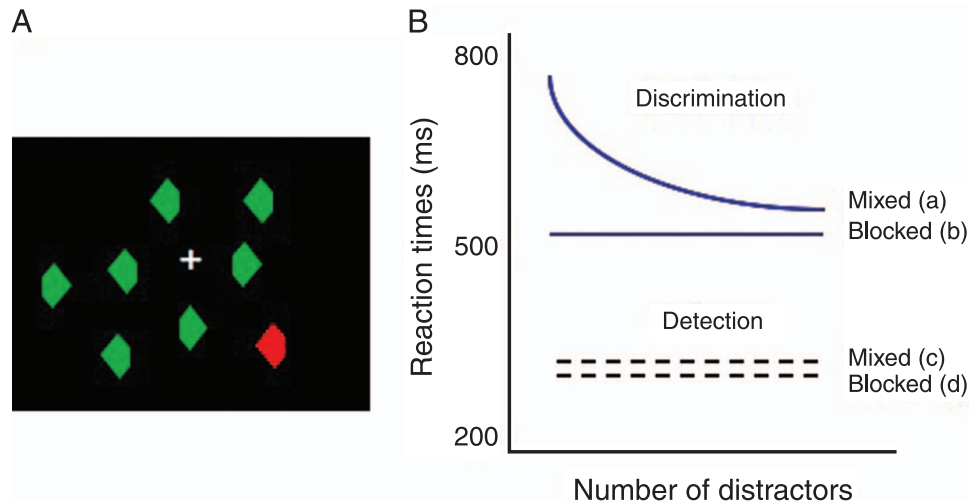 A
B
800
500
200
Reaction times (ms)
Discrimination
Mixed (a)
Blocked (b)
Detection
Mixed (c)
Blocked (d)
Number of distractors